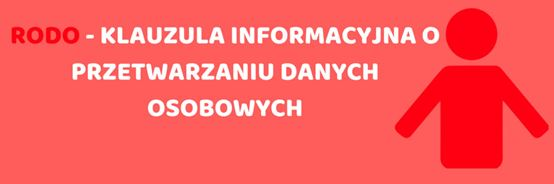 RODO - KLAUZULA INFORMACYJNA O
PRZETWARZANIU DANYCH
OSOBOWYCH